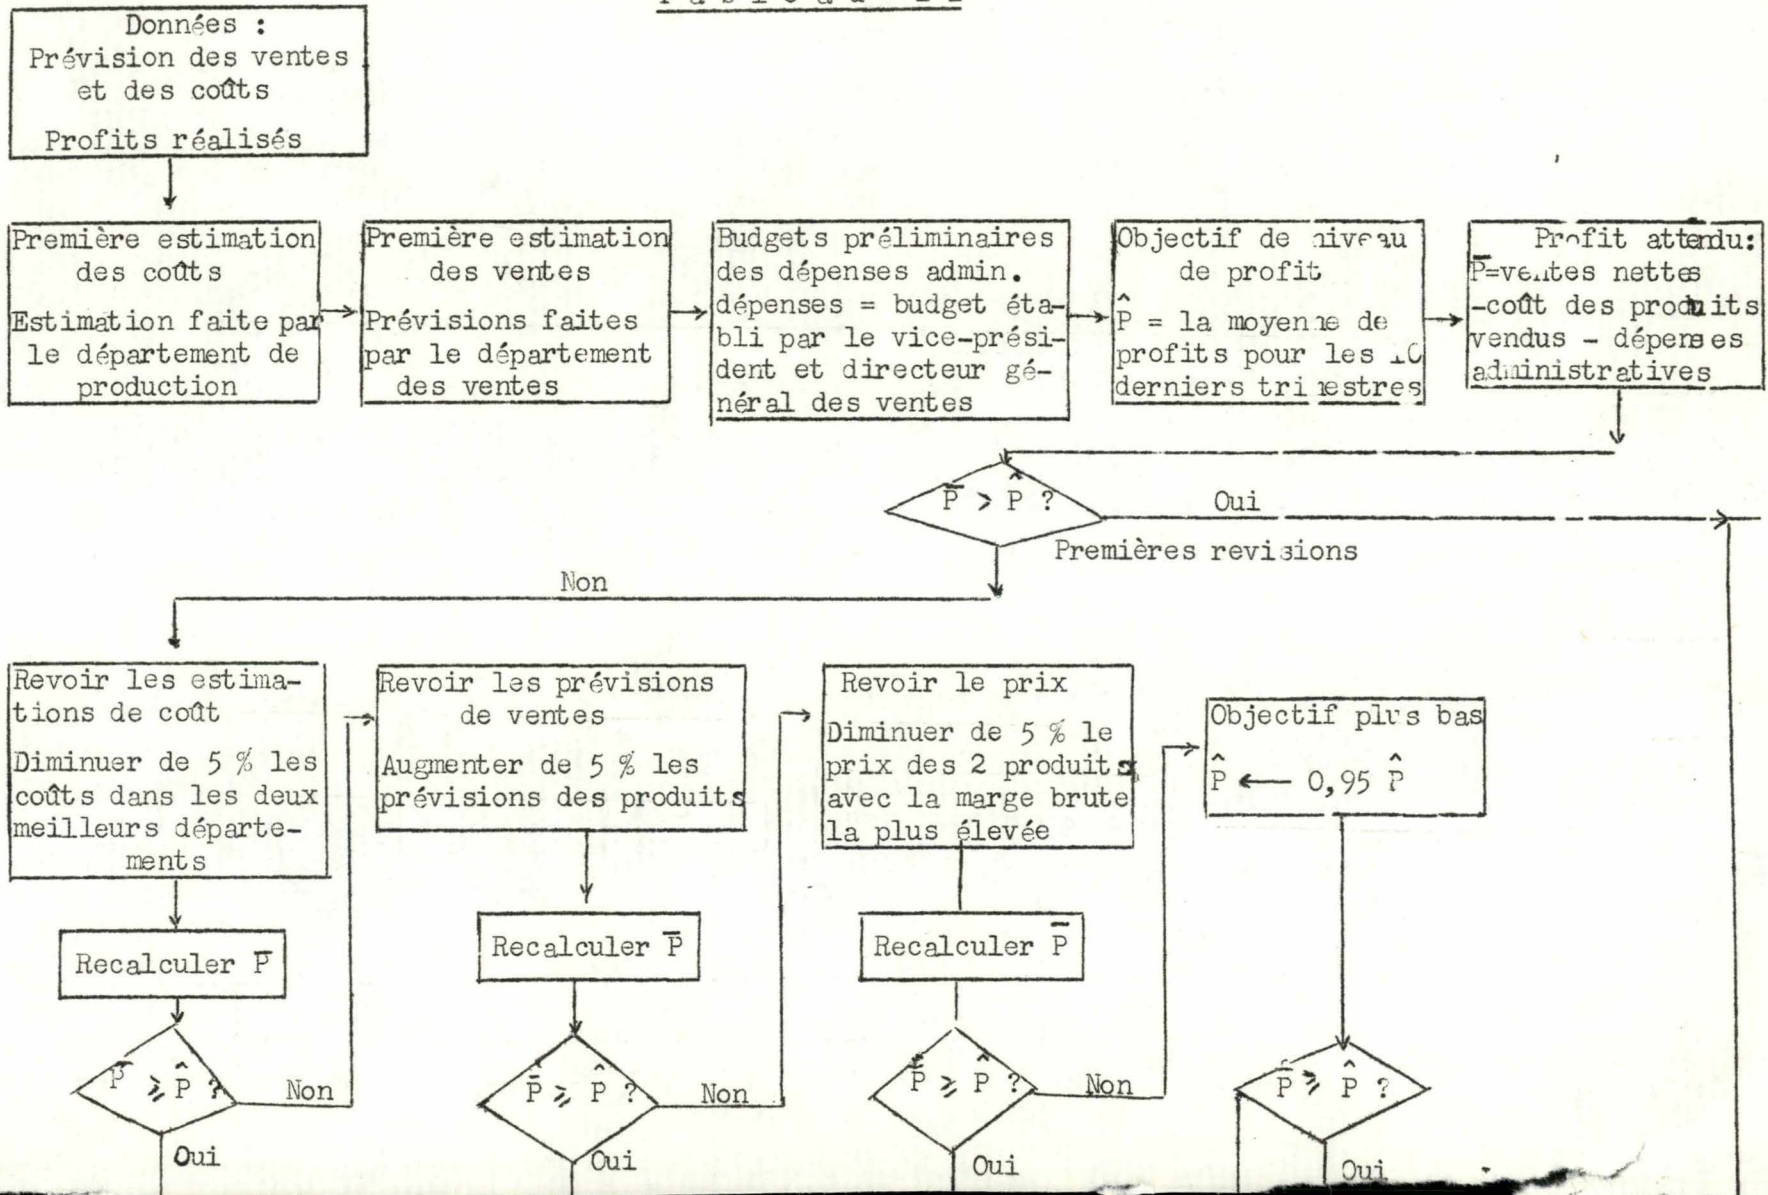 Données :
Prévision des ventes
et des coûts
Profits réalisés
Première estimation
des coûts
Estimation faite par
le département de
production
Première estimation
des ventes
Prévisions faites
par le département
des ventes
Budgets préliminaires
des dépenses admin.
dépenses = budget éta-
bli par le vice-prési-
dent et directeur gé-
néral des ventes
Objectif de niveau
de profit
P̂ = la moyenne de
profits pour les 10
derniers trimestres
Profit attendu:
P̄=ventes nettes
-coût des produits
vendus - dépenses
administratives
P̄ > P̂ ?
Oui
Premières revisions
Non
Revoir les estima-
tions de coût
Diminuer de 5 % les
coûts dans les deux
meilleurs départe-
ments
Recalculer P̄
P̄ ⩾ P̂ ?
Non
Oui
Revoir les prévisions
de ventes
Augmenter de 5 % les
prévisions des produits
Recalculer P̄
P̄ ⩾ P̂ ?
Non
Oui
Revoir le prix
Diminuer de 5 % le
prix des 2 produits
avec la marge brute
la plus élevée
Recalculer P̄
P̄ ⩾ P̂ ?
Non
Oui
Objectif plus bas
P̂ ← 0,95 P̂
P̄ ⩾ P̂ ?
Oui